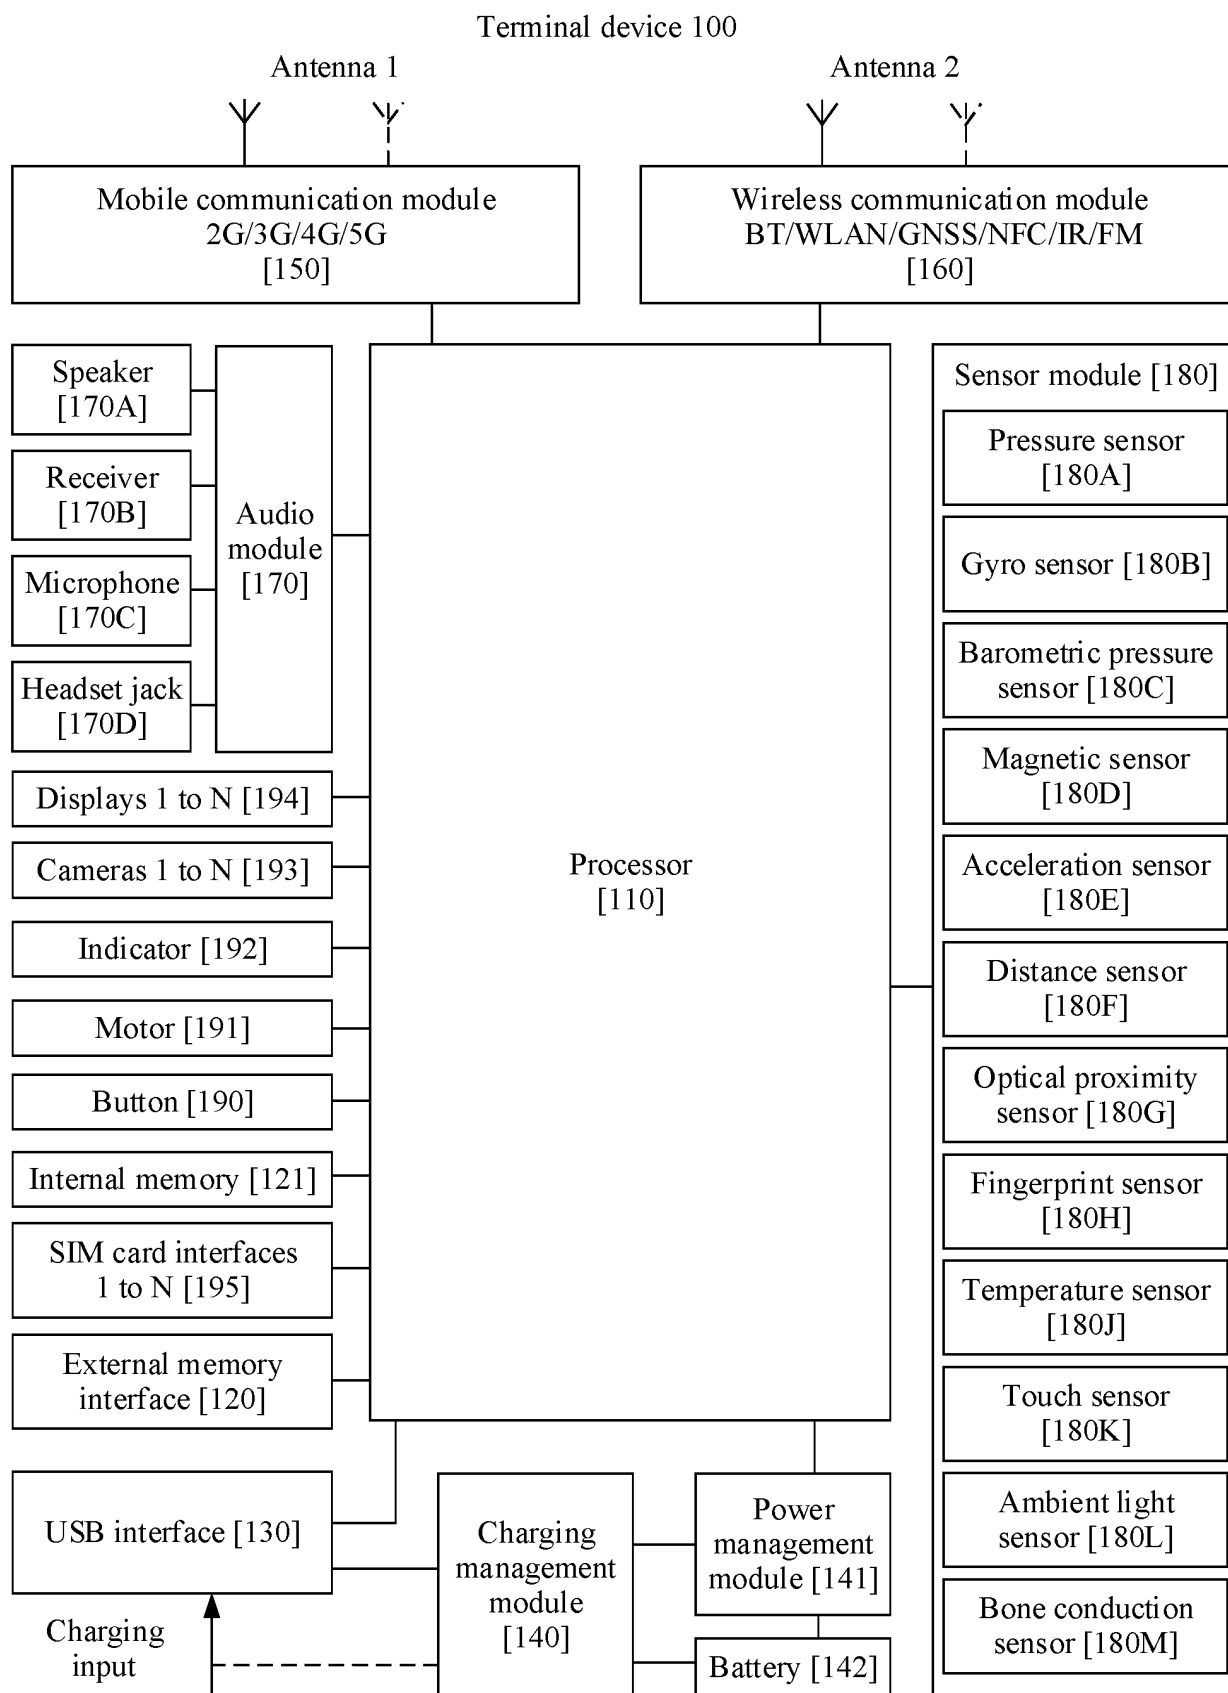 Terminal device 100
Antenna 1
Antenna 2
Mobile communication module
2G/3G/4G/5G
[150]
Wireless communication module
BT/WLAN/GNSS/NFC/IR/FM
[160]
Speaker
[170A]
Receiver
[170B]
Microphone
[170C]
Headset jack
[170D]
Audio
module
[170]
Displays 1 to N [194]
Cameras 1 to N [193]
Indicator [192]
Motor [191]
Button [190]
Internal memory [121]
SIM card interfaces
1 to N [195]
External memory
interface [120]
Processor
[110]
Sensor module [180]
Pressure sensor
[180A]
Gyro sensor [180B]
Barometric pressure
sensor [180C]
Magnetic sensor
[180D]
Acceleration sensor
[180E]
Distance sensor
[180F]
Optical proximity
sensor [180G]
Fingerprint sensor
[180H]
Temperature sensor
[180J]
Touch sensor
[180K]
Ambient light
sensor [180L]
Bone conduction
sensor [180M]
USB interface [130]
Charging
input
Charging
management
module
[140]
Power
management
module [141]
Battery [142]